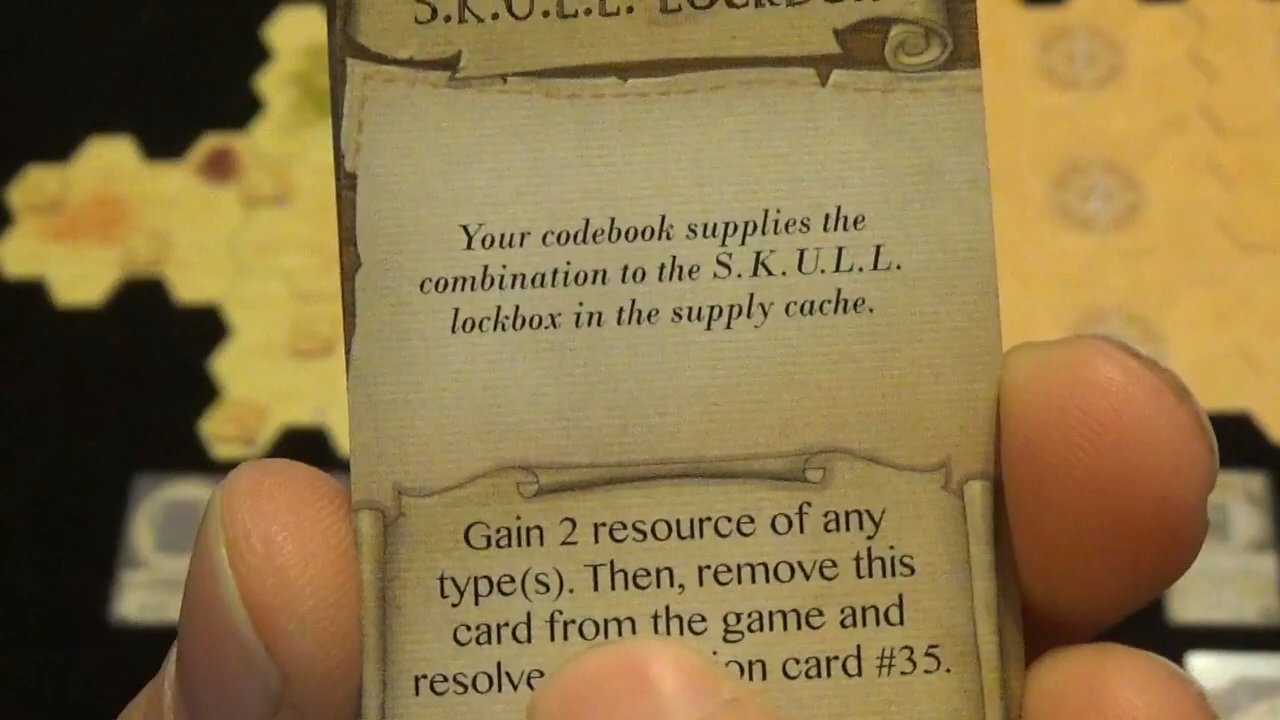 S.K.U.L.L.
Your codebook supplies the
combination to the S.K.U.L.L.
lockbox in the supply cache.
Gain 2 resource of any
type(s). Then, remove this
card from the game and
resolve card #35.